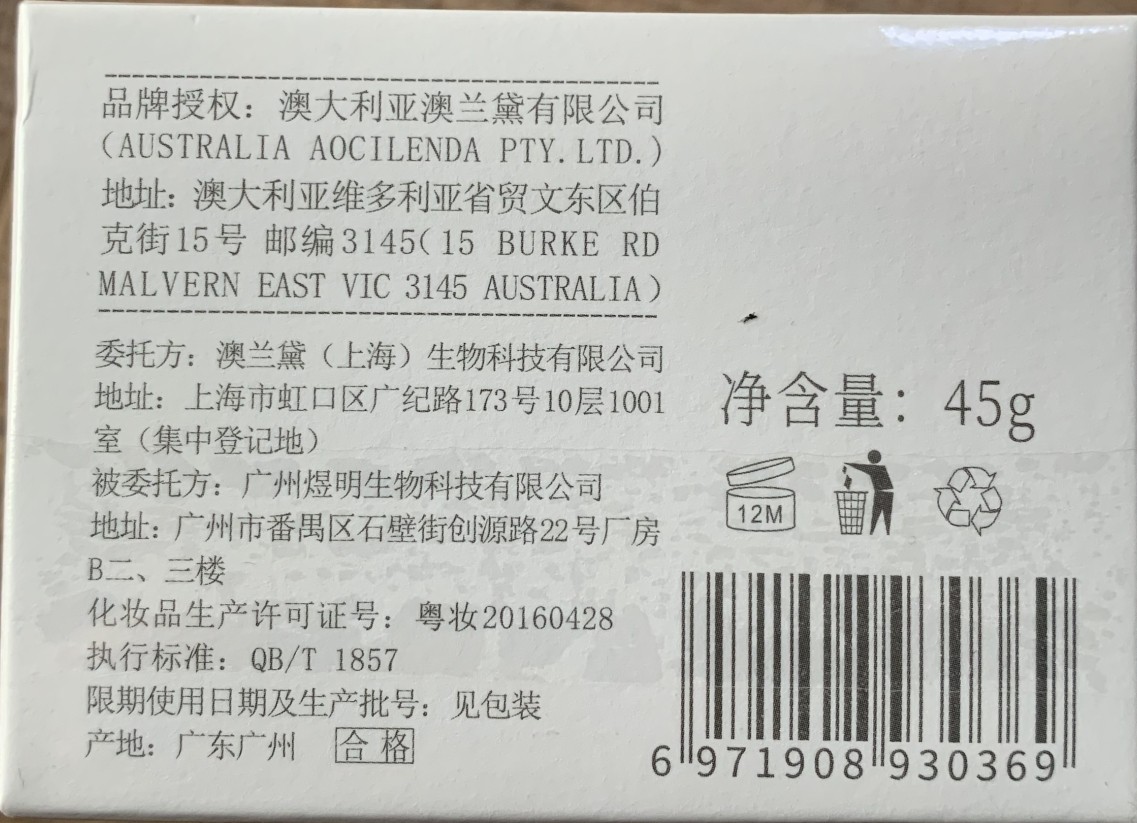 品牌授权：澳大利亚澳兰黛有限公司
(AUSTRALIA AOCILENDA PTY.LTD.)
地址：澳大利亚维多利亚省贸文东区伯
克街15号 邮编3145(15 BURKE RD
MALVERN EAST VIC 3145 AUSTRALIA)
委托方：澳兰黛（上海）生物科技有限公司
地址：上海市虹口区广纪路173号10层1001
室（集中登记地）
被委托方：广州煜明生物科技有限公司
地址：广州市番禺区石壁街创源路22号厂房
B二、三楼
化妆品生产许可证号：粤妆20160428
执行标准：QB/T 1857
限期使用日期及生产批号：见包装
产地：广东广州 合格
净含量：45g
12M
6 971908 930369